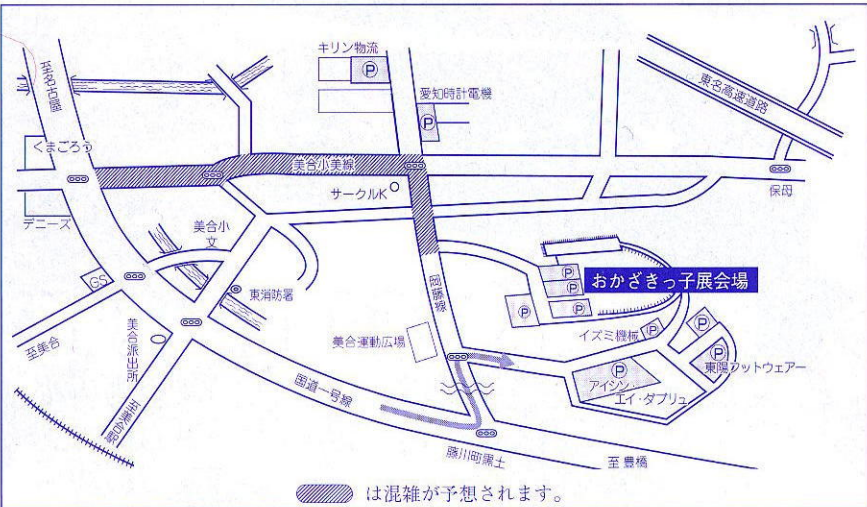 キリン物流
P
愛知時計電機
P
東名高速道路
至名古屋
くまごろう
美合小美線
サークルK
保母
デニーズ
美合小
文
GS
東消防署
至美合
美合派出所
至美合駅
美合運動広場
P
P
P
P
おかざきっ子展会場
イズミ機械
P
P
P
東陽フットウェアー
P
アイシン・
エイ・ダブリュ
国道一号線
藤川町黒土
至 豊橋
は混雑が予想されます。